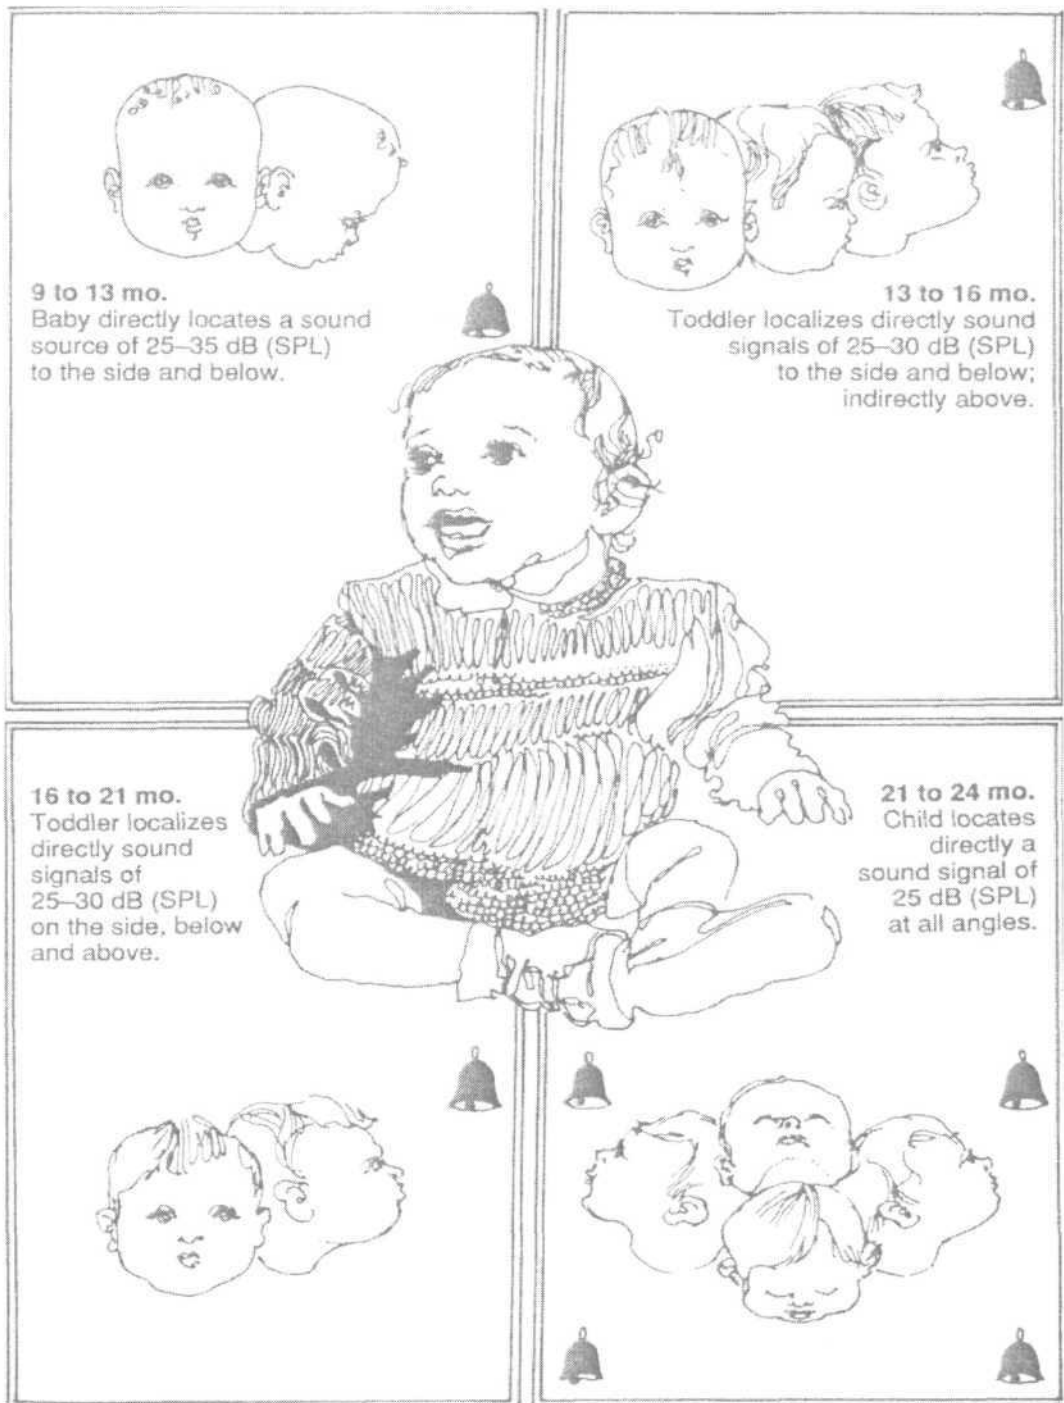 9 to 13 mo.
Baby directly locates a sound
source of 25–35 dB (SPL)
to the side and below.
13 to 16 mo.
Toddler localizes directly sound
signals of 25–30 dB (SPL)
to the side and below;
indirectly above.
16 to 21 mo.
Toddler localizes
directly sound
signals of
25–30 dB (SPL)
on the side, below
and above.
21 to 24 mo.
Child locates
directly a
sound signal of
25 dB (SPL)
at all angles.